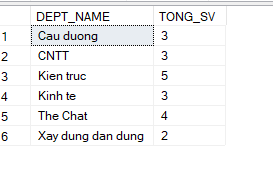 DEPT_NAME TONG_SV
1 Cau duong 3
2 CNTT 3
3 Kien truc 5
4 Kinh te 3
5 The Chat 4
6 Xay dung dan dung 2